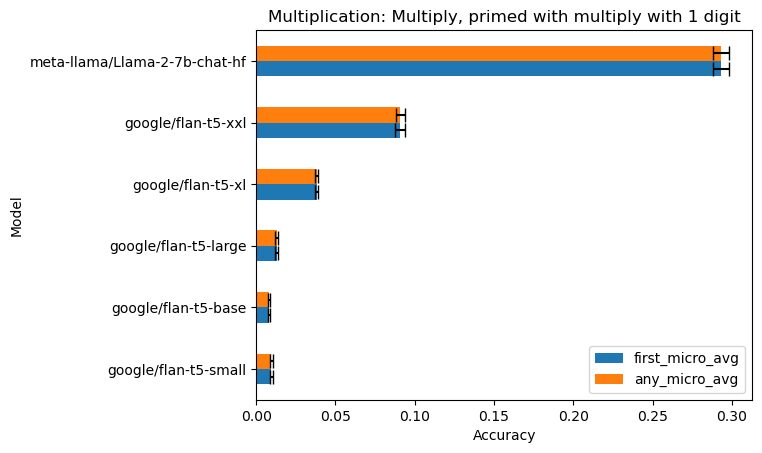 Multiplication: Multiply, primed with multiply with 1 digit
meta-llama/Llama-2-7b-chat-hf
google/flan-t5-xxl
google/flan-t5-xl
google/flan-t5-large
google/flan-t5-base
google/flan-t5-small
Model
first_micro_avg
any_micro_avg
0.00 0.05 0.10 0.15 0.20 0.25 0.30
Accuracy